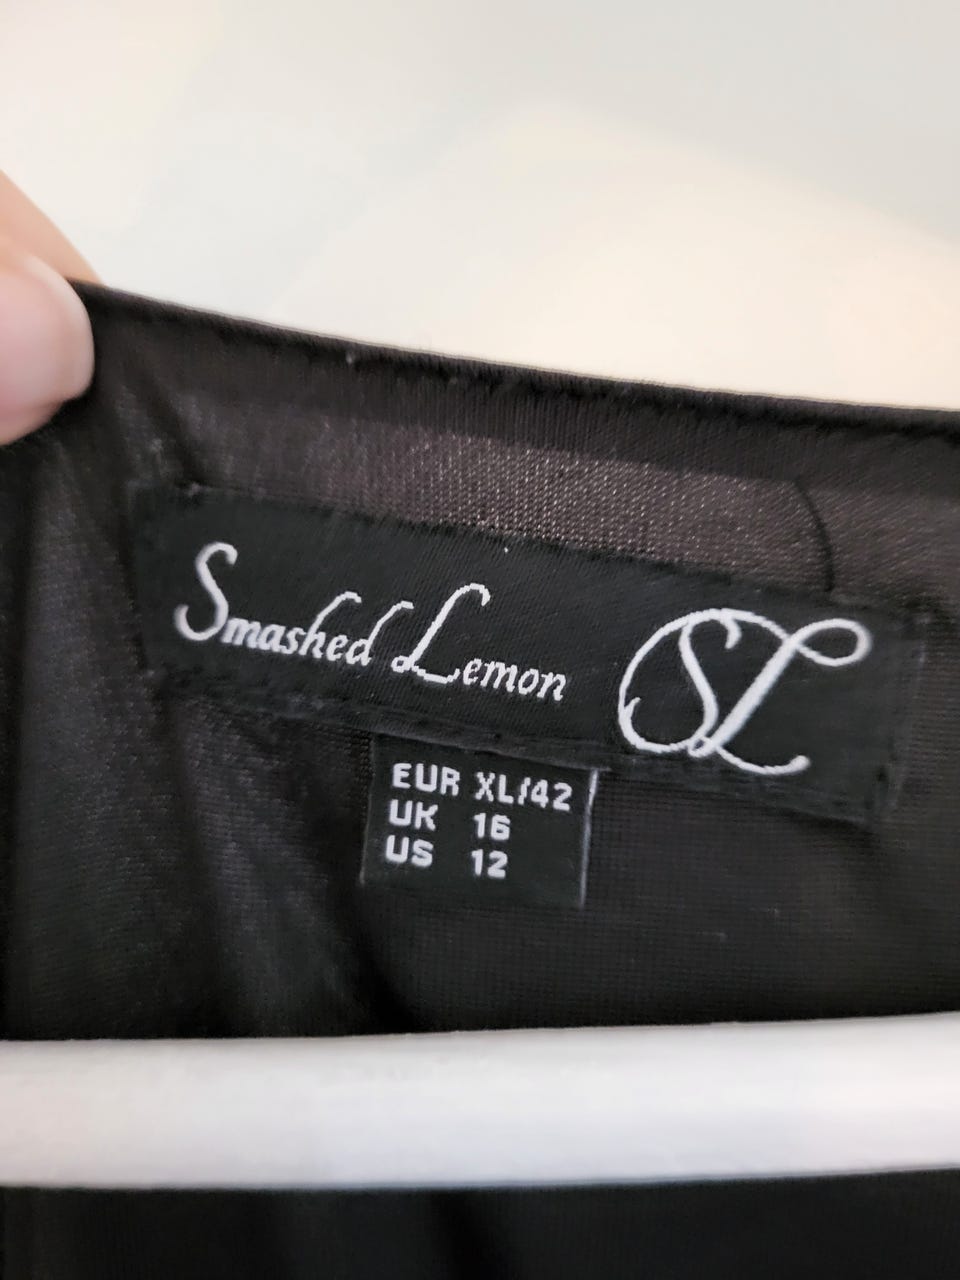 Smashed Lemon SL
EUR XL/42
UK 16
US 12